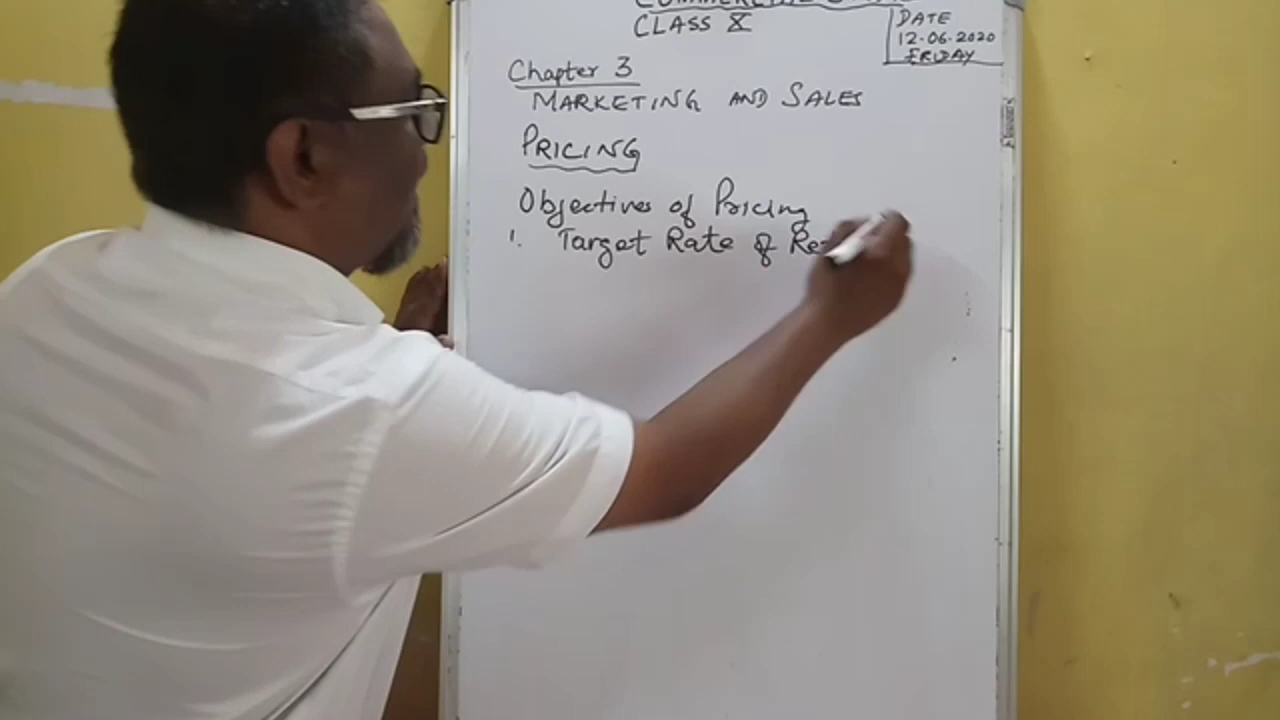 CLASS X
DATE
12-06-2020
FRIDAY
Chapter 3
MARKETING AND SALES
PRICING
Objectives of Pricing
1. Target Rate of